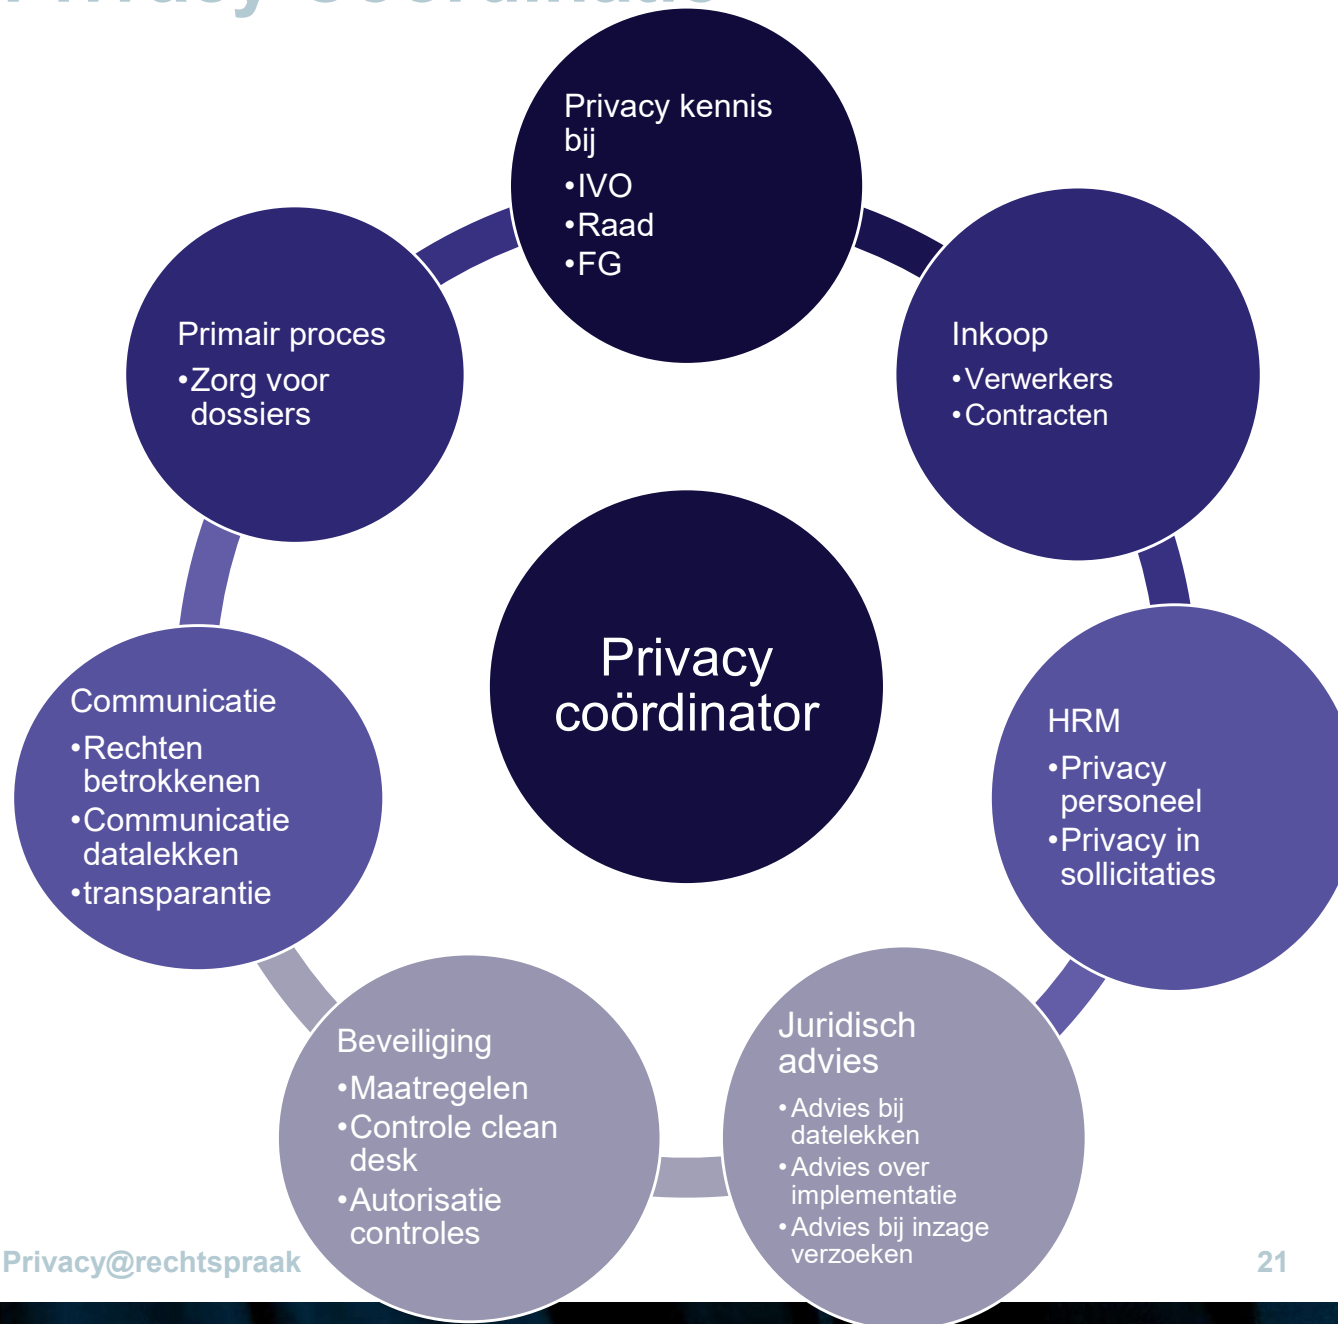 Privacy kennis
bij
•IVO
•Raad
•FG
Inkoop
•Verwerkers
•Contracten
HRM
•Privacy
personeel
•Privacy in
sollicitaties
Juridisch
advies
•Advies bij
datelekken
•Advies over
implementatie
•Advies bij inzage
verzoeken
Beveiliging
•Maatregelen
•Controle clean
desk
•Autorisatie
controles
Communicatie
•Rechten
betrokkenen
•Communicatie
datalekken
•transparantie
Primair proces
•Zorg voor
dossiers
Privacy
coördinator
Privacy@rechtspraak
21